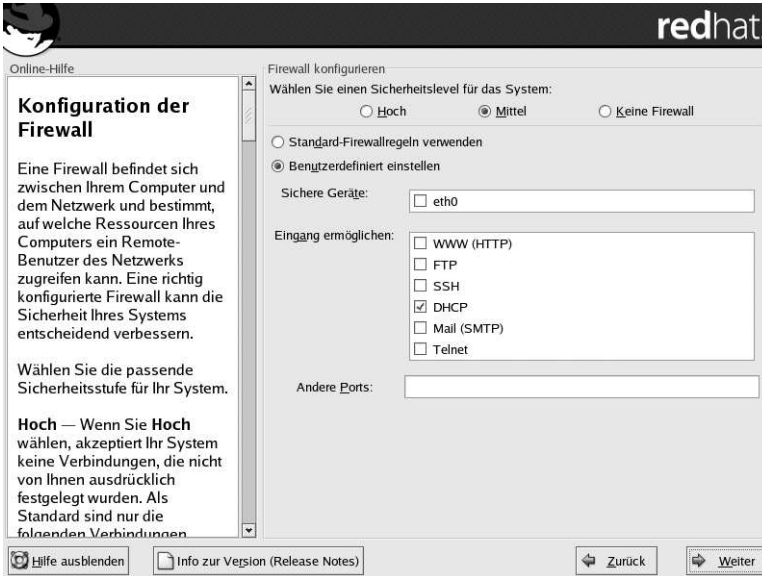 redhat.
Online-Hilfe
Konfiguration der
Firewall
Eine Firewall befindet sich
zwischen Ihrem Computer und
dem Netzwerk und bestimmt,
auf welche Ressourcen Ihres
Computers ein Remote-
Benutzer des Netzwerks
zugreifen kann. Eine richtig
konfigurierte Firewall kann die
Sicherheit Ihres Systems
entscheidend verbessern.
Wählen Sie die passende
Sicherheitsstufe für Ihr System.
Hoch — Wenn Sie Hoch
wählen, akzeptiert Ihr System
keine Verbindungen, die nicht
von Ihnen ausdrücklich
festgelegt wurden. Als
Standard sind nur die
folgenden Verbindungen
Firewall konfigurieren
Wählen Sie einen Sicherheitslevel für das System:
Hoch Mittel Keine Firewall
Standard-Firewallregeln verwenden
Benutzerdefiniert einstellen
Sichere Geräte: eth0
Eingang ermöglichen: WWW (HTTP)
FTP
SSH
DHCP
Mail (SMTP)
Telnet
Andere Ports:
Hilfe ausblenden Info zur Version (Release Notes) Zurück Weiter